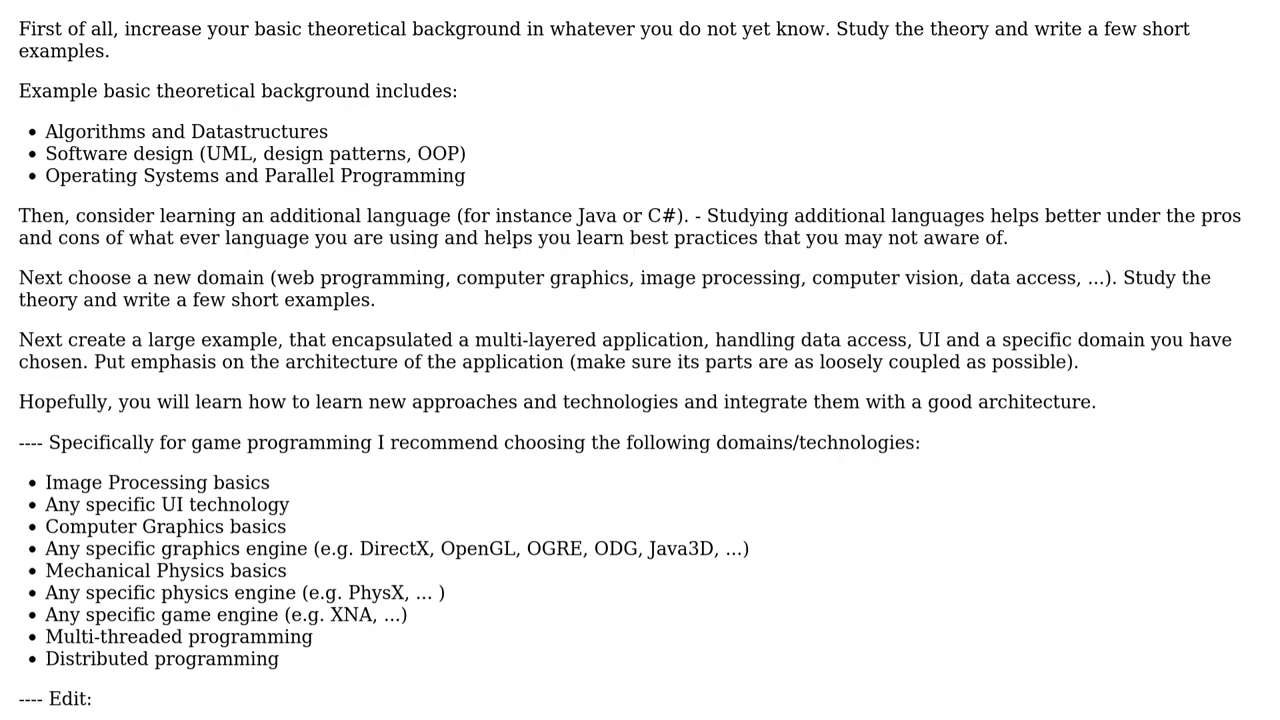 First of all, increase your basic theoretical background in whatever you do not yet know. Study the theory and write a few short
examples.
Example basic theoretical background includes:
• Algorithms and Datastructures
• Software design (UML, design patterns, OOP)
• Operating Systems and Parallel Programming
Then, consider learning an additional language (for instance Java or C#). - Studying additional languages helps better under the pros
and cons of what ever language you are using and helps you learn best practices that you may not aware of.
Next choose a new domain (web programming, computer graphics, image processing, computer vision, data access, ...). Study the
theory and write a few short examples.
Next create a large example, that encapsulated a multi-layered application, handling data access, UI and a specific domain you have
chosen. Put emphasis on the architecture of the application (make sure its parts are as loosely coupled as possible).
Hopefully, you will learn how to learn new approaches and technologies and integrate them with a good architecture.
---- Specifically for game programming I recommend choosing the following domains/technologies:
• Image Processing basics
• Any specific UI technology
• Computer Graphics basics
• Any specific graphics engine (e.g. DirectX, OpenGL, OGRE, ODG, Java3D, ...)
• Mechanical Physics basics
• Any specific physics engine (e.g. PhysX, ... )
• Any specific game engine (e.g. XNA, ...)
• Multi-threaded programming
• Distributed programming
---- Edit: